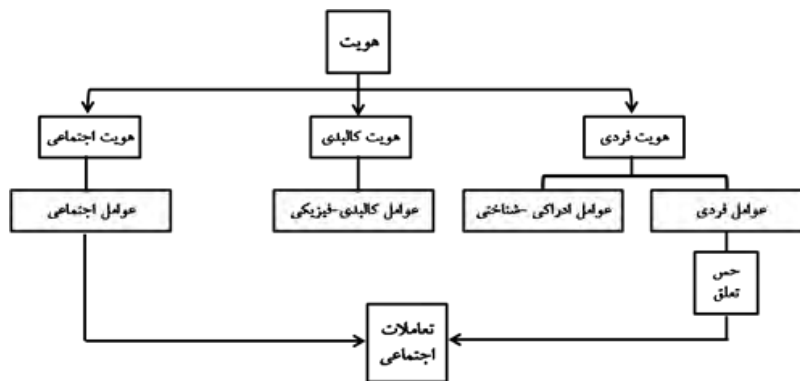 هویت
هویت فردی
هویت کالبدی
هویت اجتماعی
عوامل فردی
عوامل ادراکی -شناختی
عوامل کالبدی-فیزیکی
عوامل اجتماعی
حس
تعلق
تعاملات
اجتماعی